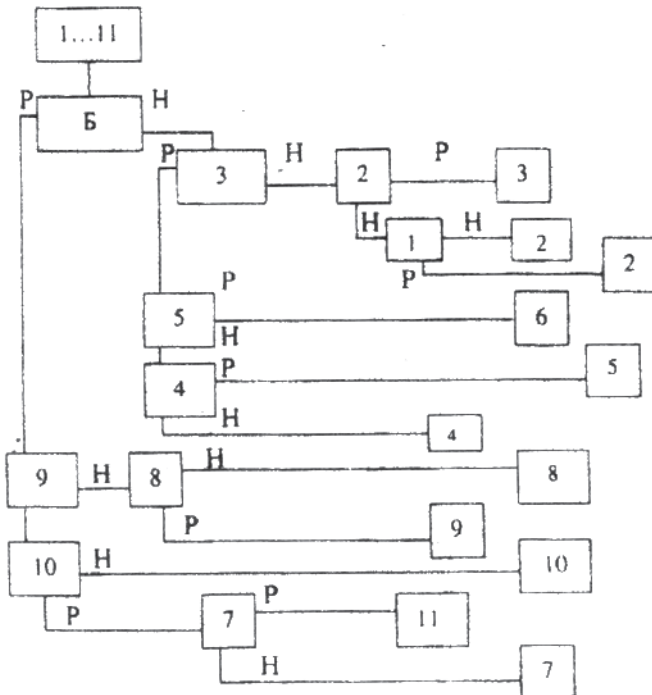 1...11
Р Б Н
Р 3 Н 2 Р 3
Н 1 Н 2
Р 2
Р
5 6
Н
4 Р 5
Н 4
9 Н 8 Н 8
Р 9
10 Н 10
Р 7 Р 11
Н 7